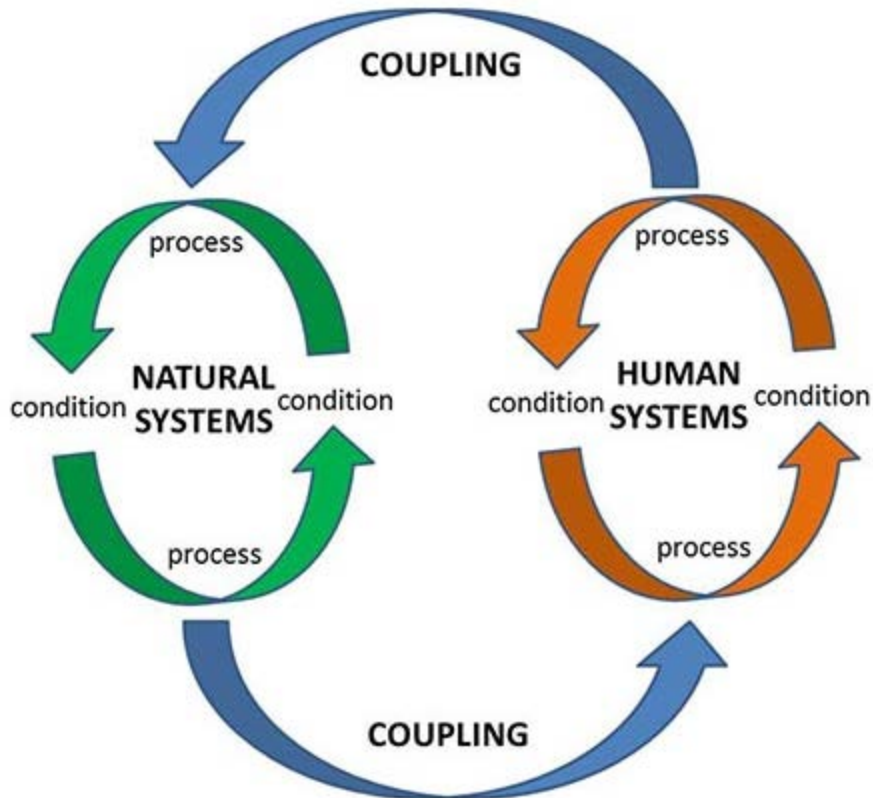 COUPLING
process
process
NATURAL
SYSTEMS
condition
condition
HUMAN
SYSTEMS
condition
condition
process
process
COUPLING